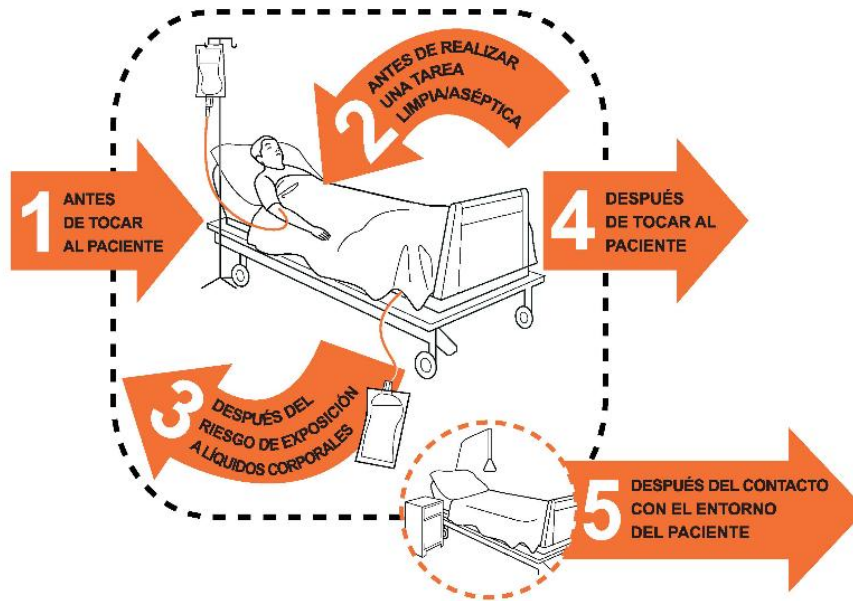 1
ANTES
DE TOCAR
AL PACIENTE
2
ANTES DE REALIZAR
UNA TAREA
LIMPIA/ASÉPTICA
3
DESPUÉS DEL
RIESGO DE EXPOSICIÓN
A LÍQUIDOS CORPORALES
4
DESPUÉS
DE TOCAR AL
PACIENTE
5
DESPUÉS DEL CONTACTO
CON EL ENTORNO
DEL PACIENTE